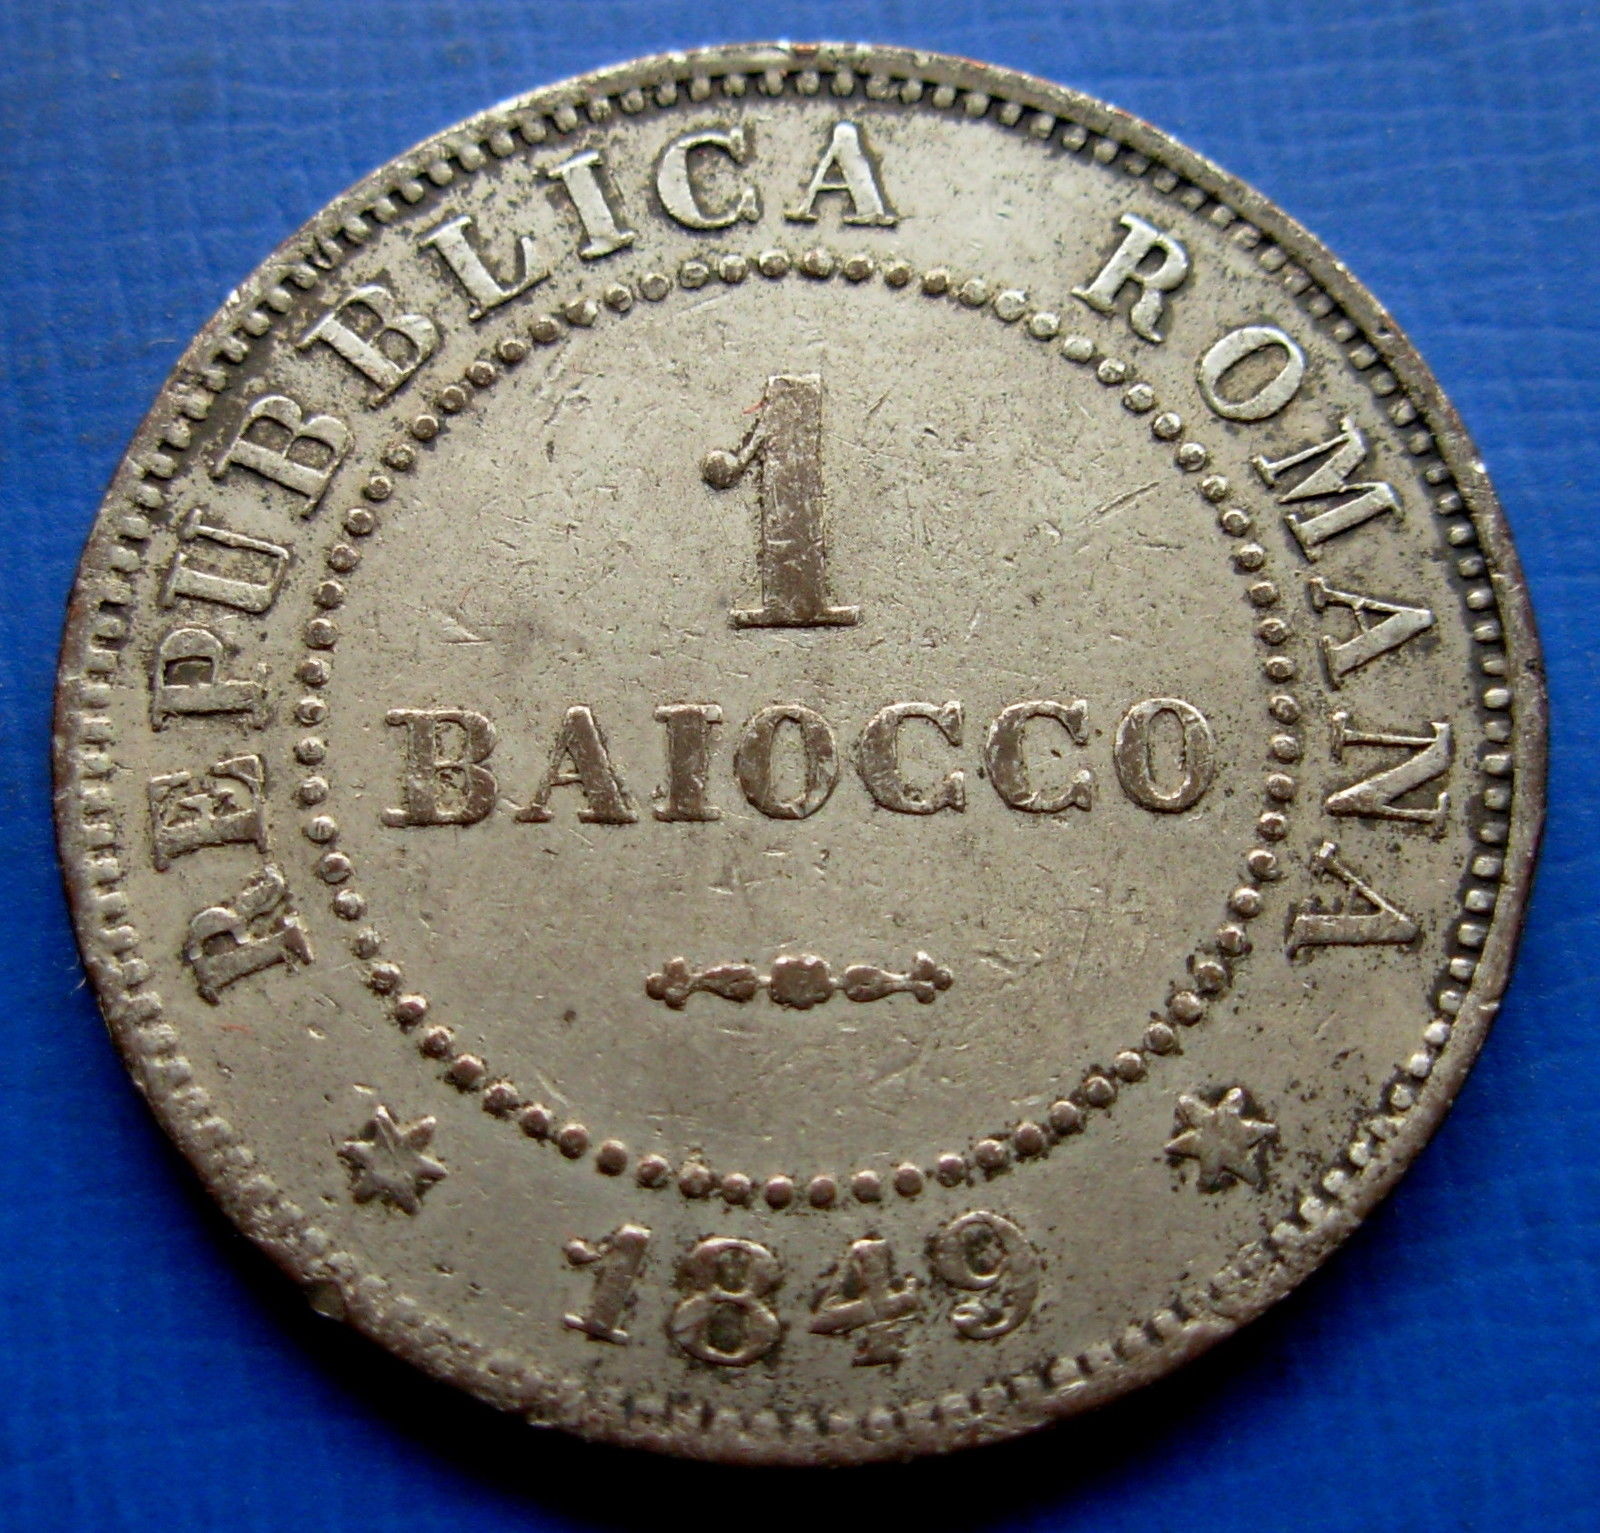 REPUBBLICA ROMANA
1
BAIOCCO
1849